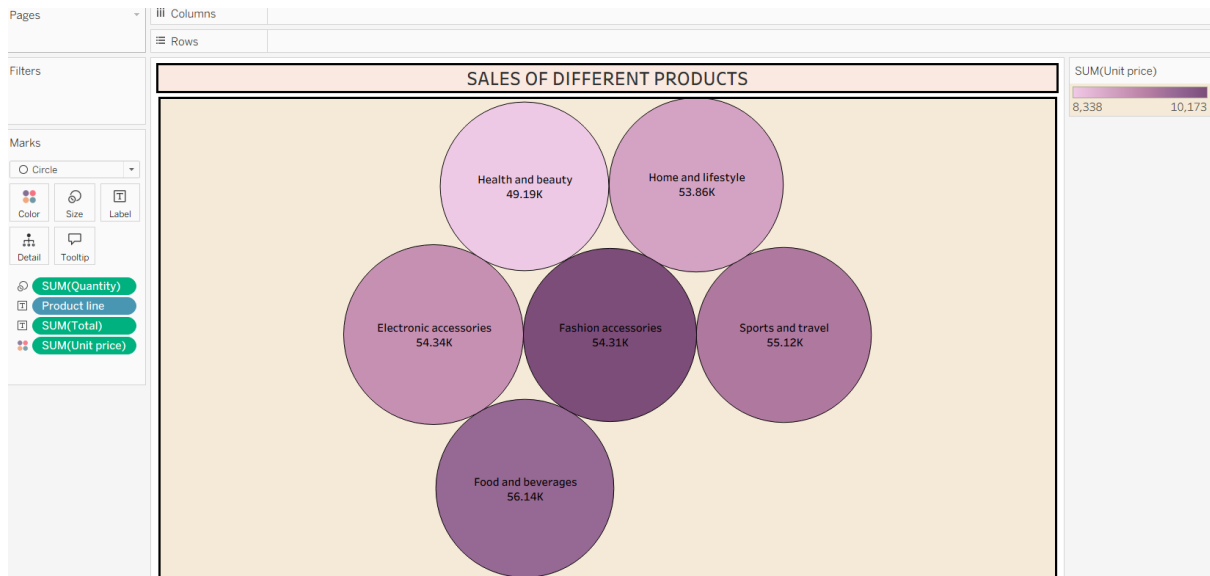 Pages
Columns
Rows
Filters
SALES OF DIFFERENT PRODUCTS
SUM(Unit price)
8,338 10,173
Marks
Circle
Color Size Label
Detail Tooltip
SUM(Quantity)
Product line
SUM(Total)
SUM(Unit price)
Health and beauty
49.19K
Home and lifestyle
53.86K
Electronic accessories
54.34K
Fashion accessories
54.31K
Sports and travel
55.12K
Food and beverages
56.14K